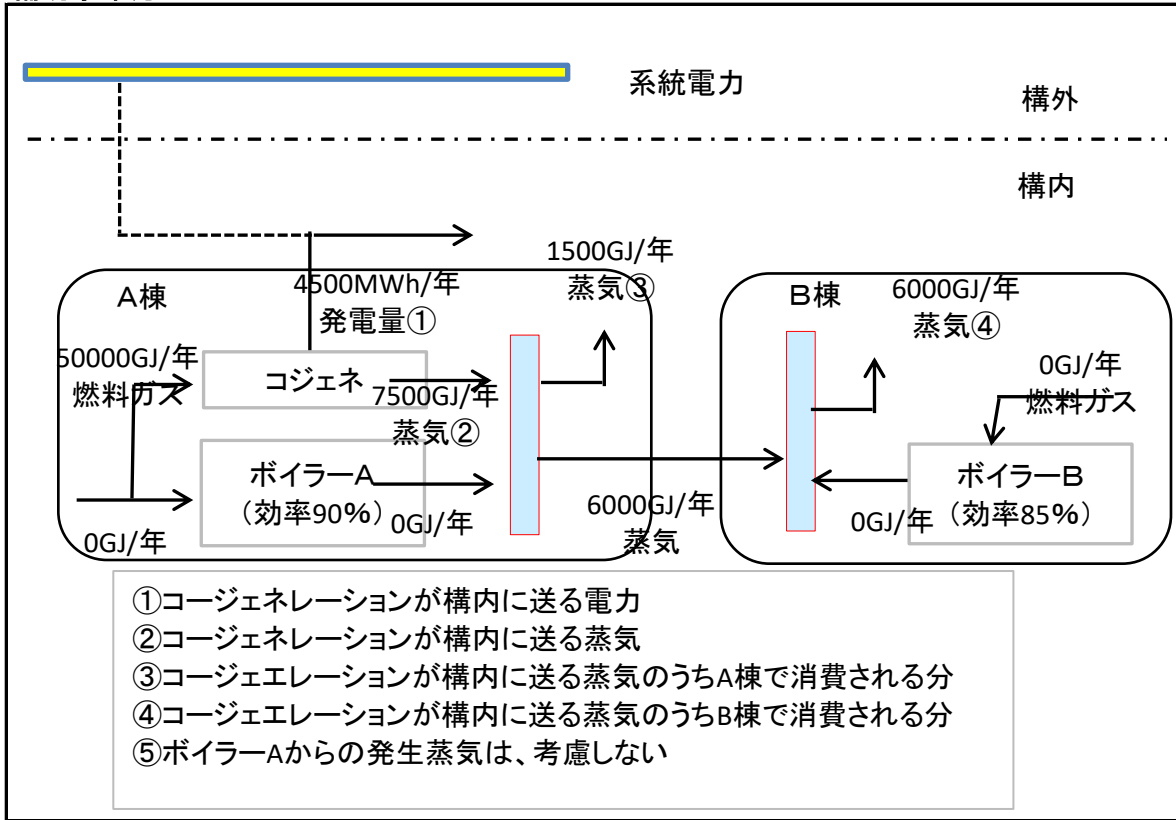 系統電力
構外
構内
1500GJ/年
蒸気③
A棟
4500MWh/年
発電量①
B棟
6000GJ/年
蒸気④
50000GJ/年
燃料ガス
コジェネ
7500GJ/年
蒸気②
0GJ/年
燃料ガス
ボイラーA
（効率90%）
0GJ/年
0GJ/年
6000GJ/年
蒸気
0GJ/年
ボイラーB
（効率85%）
①コージェネレーションが構内に送る電力
②コージェネレーションが構内に送る蒸気
③コージェエレーションが構内に送る蒸気のうちA棟で消費される分
④コージェエレーションが構内に送る蒸気のうちB棟で消費される分
⑤ボイラーAからの発生蒸気は、考慮しない